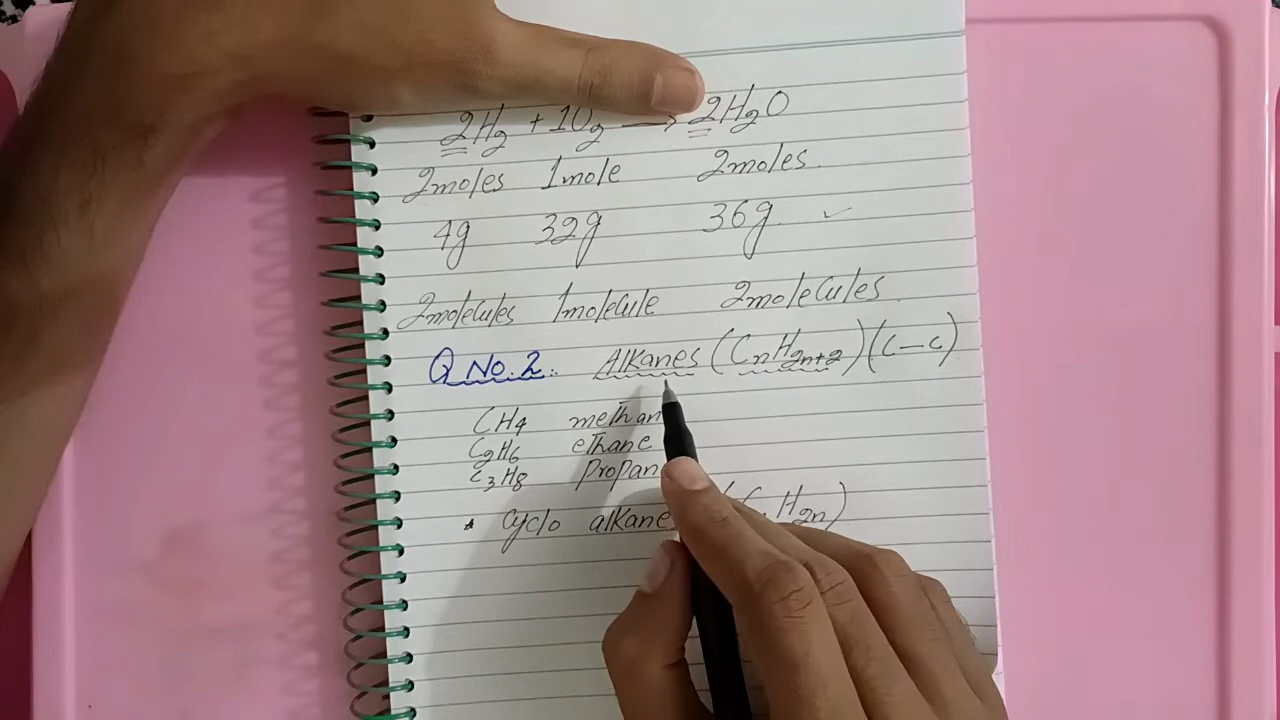 2H2 + 1O2 → 2H2O
2moles 1mole 2moles.
4g 32g 36g ✓
2molecules 1molecule 2molecules.
Q No.2. Alkanes (CnH2n+2)(C—C)
CH4 methan
C2H6 ethane
C3H8 Propan
* Cyclo alkane H2n)